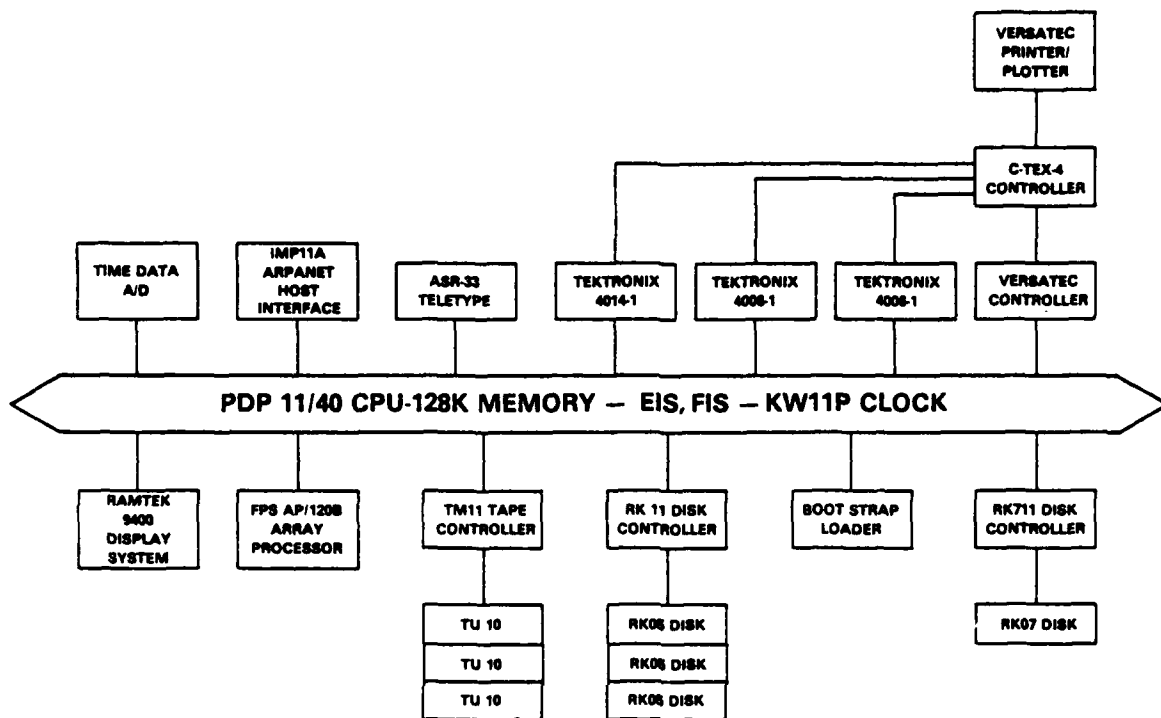 VERSATEC
PRINTER/
PLOTTER
C-TEX-4
CONTROLLER
TIME DATA
A/D
IMP11A
ARPANET
HOST
INTERFACE
ASR-33
TELETYPE
TEKTRONIX
4014-1
TEKTRONIX
4006-1
TEKTRONIX
4006-1
VERSATEC
CONTROLLER
PDP 11/40 CPU-128K MEMORY – EIS, FIS – KW11P CLOCK
RAMTEK
9400
DISPLAY
SYSTEM
FPS AP/120B
ARRAY
PROCESSOR
TM11 TAPE
CONTROLLER
RK 11 DISK
CONTROLLER
BOOT STRAP
LOADER
RK711 DISK
CONTROLLER
TU 10
TU 10
TU 10
RK05 DISK
RK05 DISK
RK05 DISK
RK07 DISK